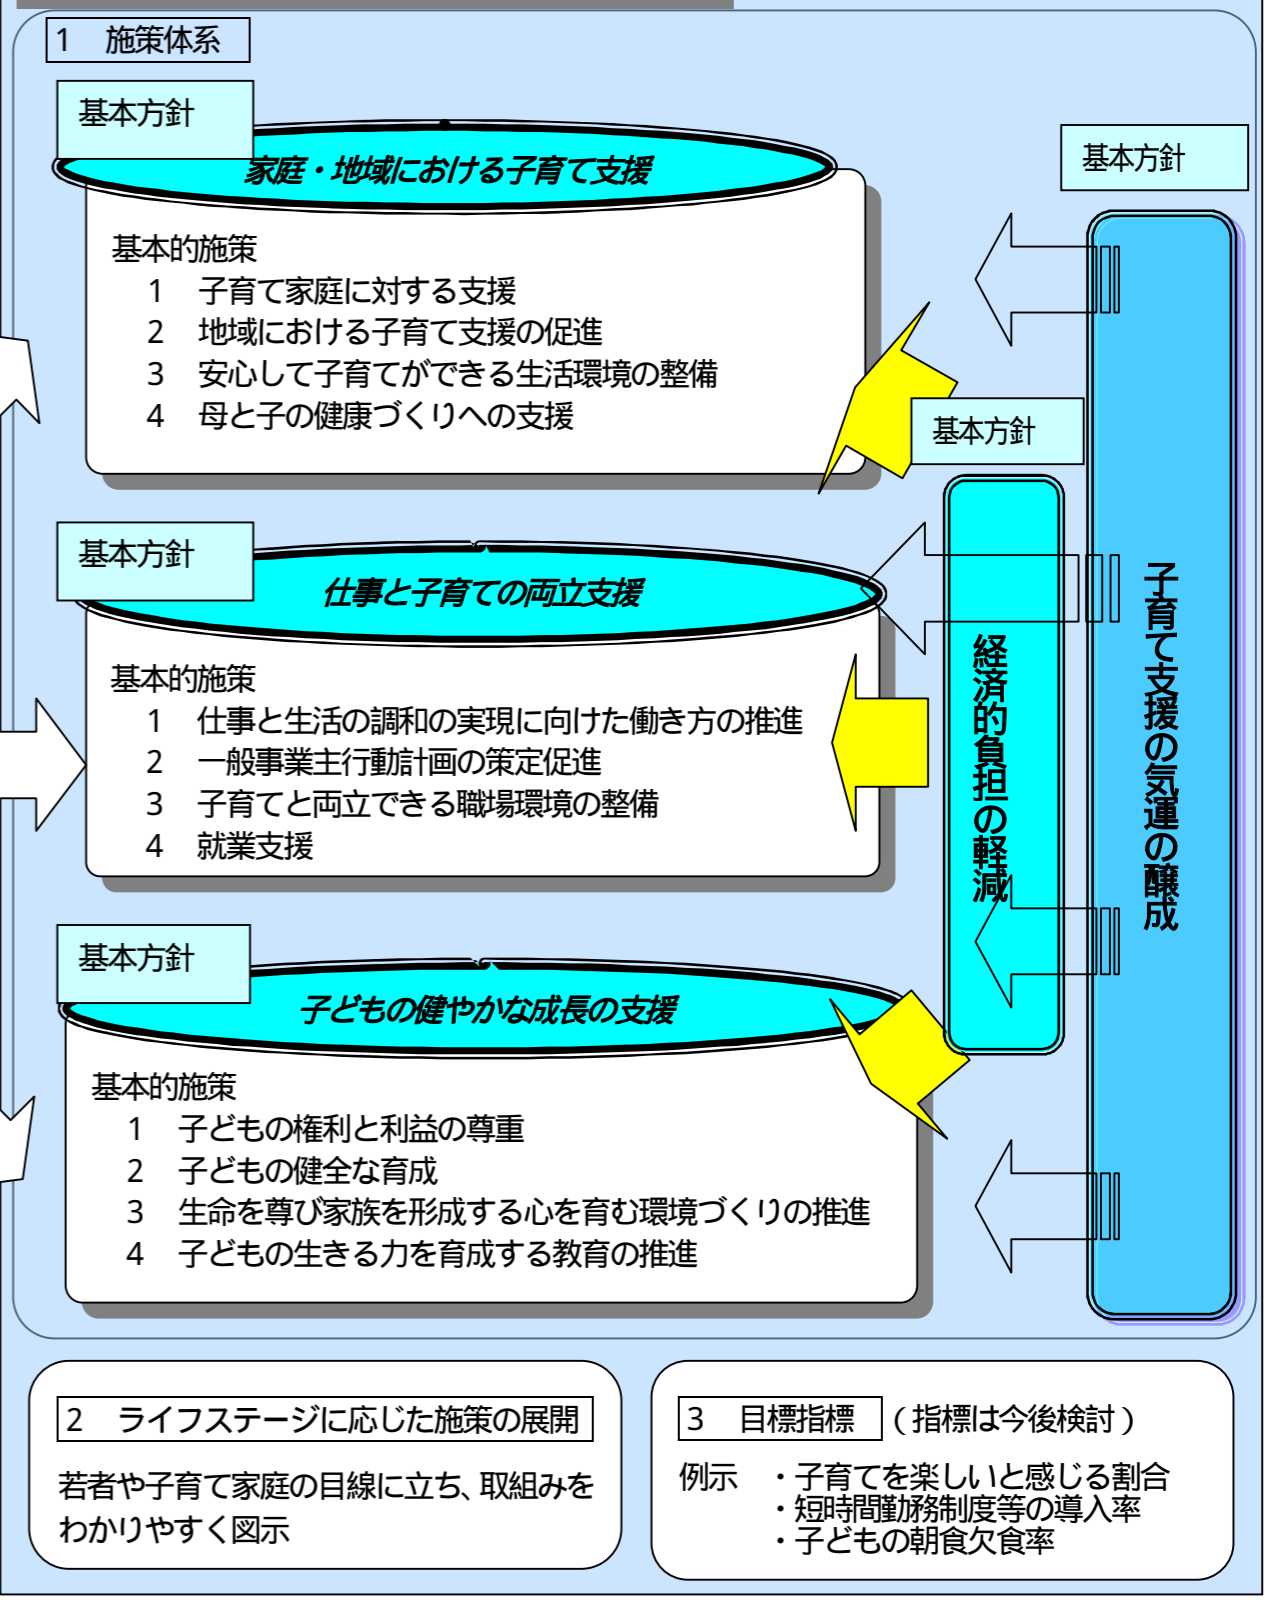 1 施策体系
基本方針
家庭・地域における子育て支援
基本的施策
1 子育て家庭に対する支援
2 地域における子育て支援の促進
3 安心して子育てができる生活環境の整備
4 母と子の健康づくりへの支援
基本方針
仕事と子育ての両立支援
基本的施策
1 仕事と生活の調和の実現に向けた働き方の推進
2 一般事業主行動計画の策定促進
3 子育てと両立できる職場環境の整備
4 就業支援
基本方針
子どもの健やかな成長の支援
基本的施策
1 子どもの権利と利益の尊重
2 子どもの健全な育成
3 生命を尊び家族を形成する心を育む環境づくりの推進
4 子どもの生きる力を育成する教育の推進
基本方針
経済的負担の軽減
基本方針
子育て支援の気運の醸成
2 ライフステージに応じた施策の展開
若者や子育て家庭の目線に立ち、取組みを
わかりやすく図示
3 目標指標 (指標は今後検討)
例示 ・子育てを楽しいと感じる割合
・短時間勤務制度等の導入率
・子どもの朝食欠食率